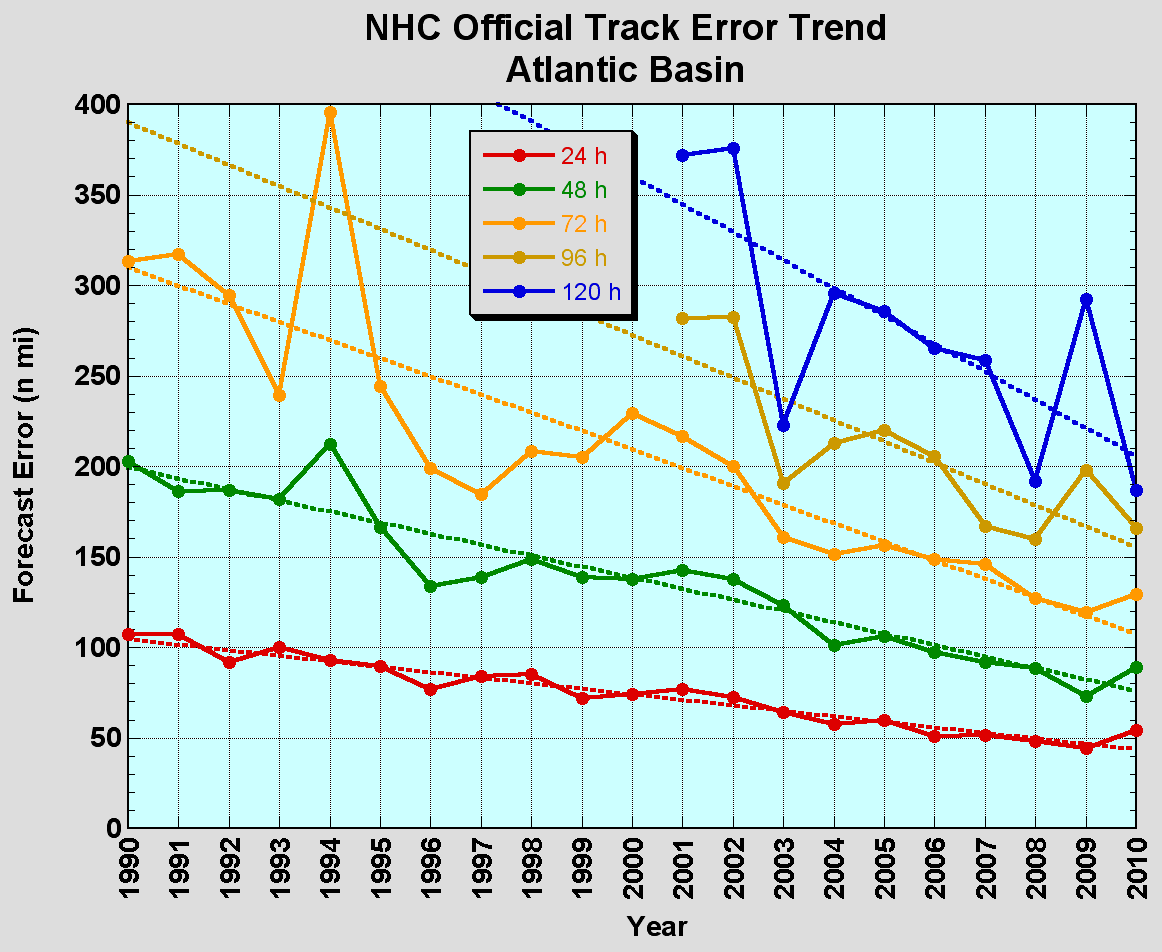 NHC Official Track Error Trend
Atlantic Basin
400
350
300
250
200
150
100
50
0
Forecast Error (n mi)
24 h
48 h
72 h
96 h
120 h
1990 1991 1992 1993 1994 1995 1996 1997 1998 1999 2000 2001 2002 2003 2004 2005 2006 2007 2008 2009 2010
Year